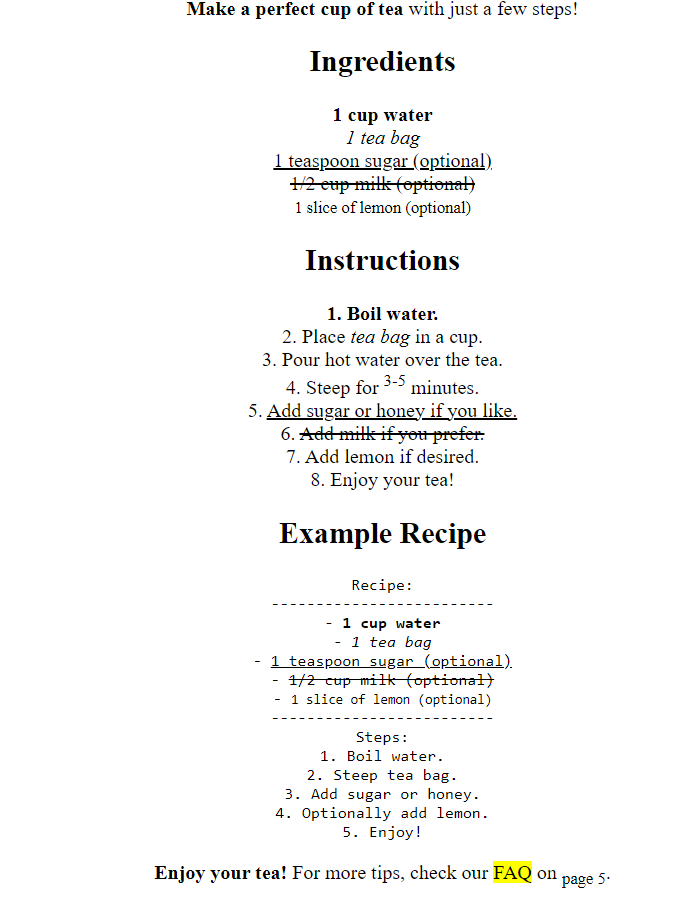 Make a perfect cup of tea with just a few steps!
Ingredients
1 cup water
1 tea bag
1 teaspoon sugar (optional)
1/2 cup milk (optional)
1 slice of lemon (optional)
Instructions
1. Boil water.
2. Place tea bag in a cup.
3. Pour hot water over the tea.
4. Steep for 3-5 minutes.
5. Add sugar or honey if you like.
6. Add milk if you prefer.
7. Add lemon if desired.
8. Enjoy your tea!
Example Recipe
Recipe:
-------------------------
- 1 cup water
- 1 tea bag
- 1 teaspoon sugar (optional)
- 1/2 cup milk (optional)
- 1 slice of lemon (optional)
-------------------------
Steps:
1. Boil water.
2. Steep tea bag.
3. Add sugar or honey.
4. Optionally add lemon.
5. Enjoy!
Enjoy your tea! For more tips, check our FAQ on page 5.